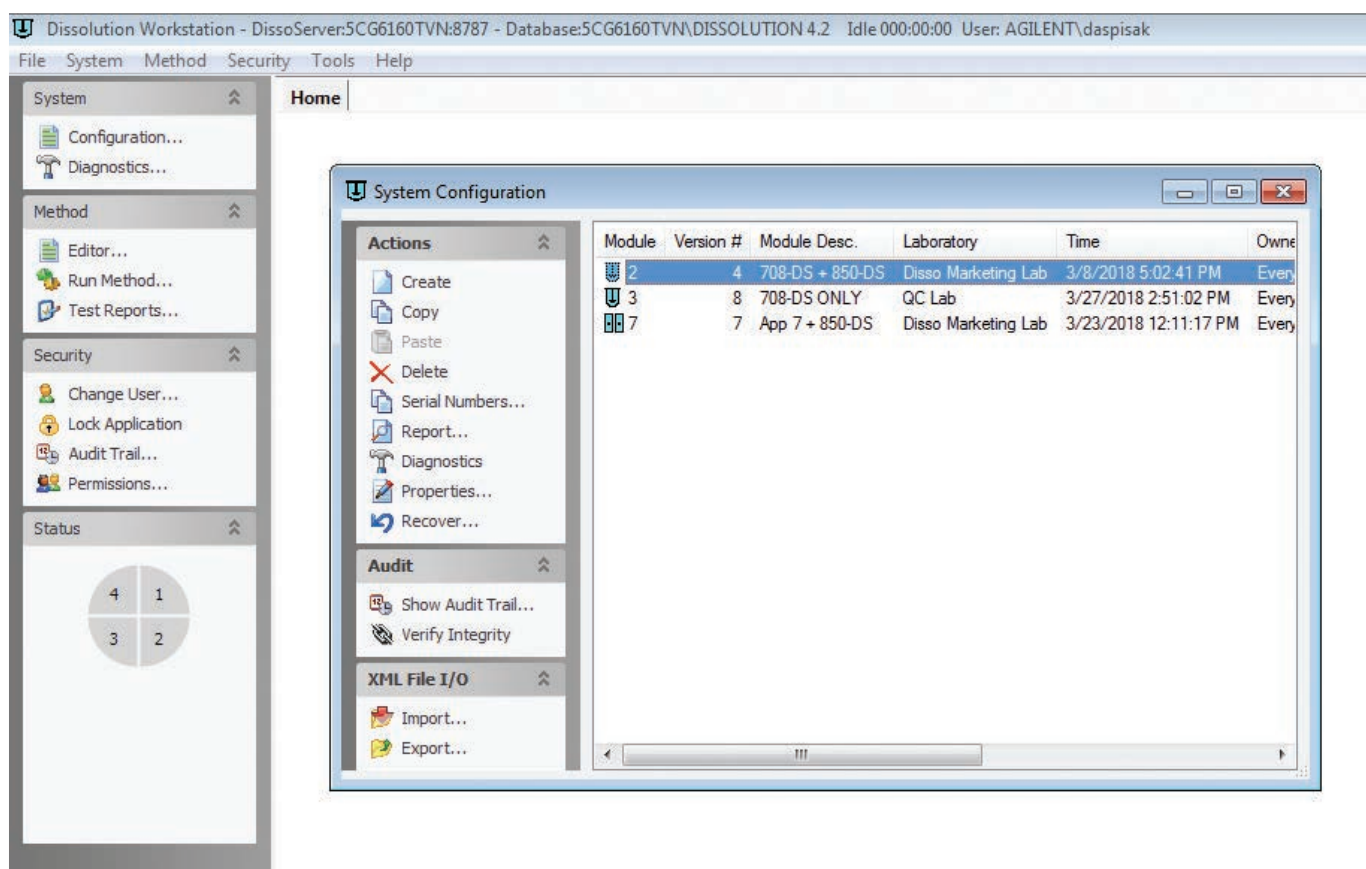 Dissolution Workstation - DissoServer:5CG6160TVN:8787 - Database:5CG6160TVN\DISSOLUTION 4.2 Idle 000:00:00 User: AGILENT\daspisak
File System Method Security Tools Help
System
Configuration...
Diagnostics...
Method
Editor...
Run Method...
Test Reports...
Security
Change User...
Lock Application
Audit Trail...
Permissions...
Status
4 1
3 2
Home
System Configuration
Actions
Create
Copy
Paste
Delete
Serial Numbers...
Report...
Diagnostics
Properties...
Recover...
Audit
Show Audit Trail...
Verify Integrity
XML File I/O
Import...
Export...
Module Version # Module Desc. Laboratory Time Owne
2 4 708-DS + 850-DS Disso Marketing Lab 3/8/2018 5:02:41 PM Every
3 8 708-DS ONLY QC Lab 3/27/2018 2:51:02 PM Every
7 7 App 7 + 850-DS Disso Marketing Lab 3/23/2018 12:11:17 PM Every